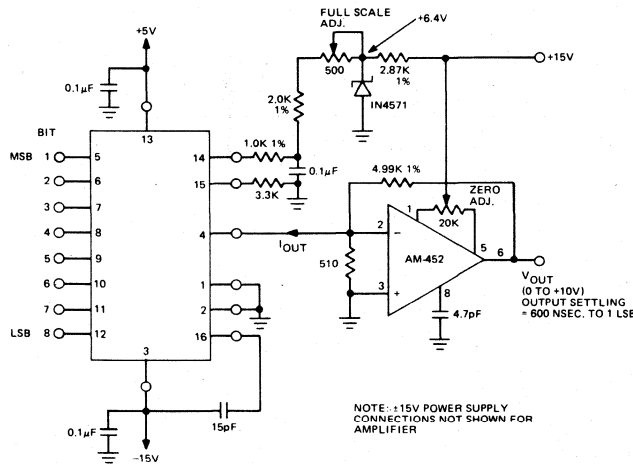 FULL SCALE
ADJ.
+6.4V
+5V
+15V
500
2.87K
1%
0.1µF
2.0K
1%
IN4571
BIT
13
MSB
1
5
14
1.0K 1%
2
6
0.1µF
4.99K 1%
15
3.3K
3
7
ZERO
ADJ.
1
20K
4
8
4
2
−
IOUT
5
9
510
AM-452
5
6
6
10
1
3
+
8
VOUT
(0 TO +10V)
OUTPUT SETTLING
= 600 NSEC. TO 1 LSB
7
11
2
LSB
8
12
16
4.7pF
3
15pF
0.1µF
−15V
NOTE: ±15V POWER SUPPLY
CONNECTIONS NOT SHOWN FOR
AMPLIFIER